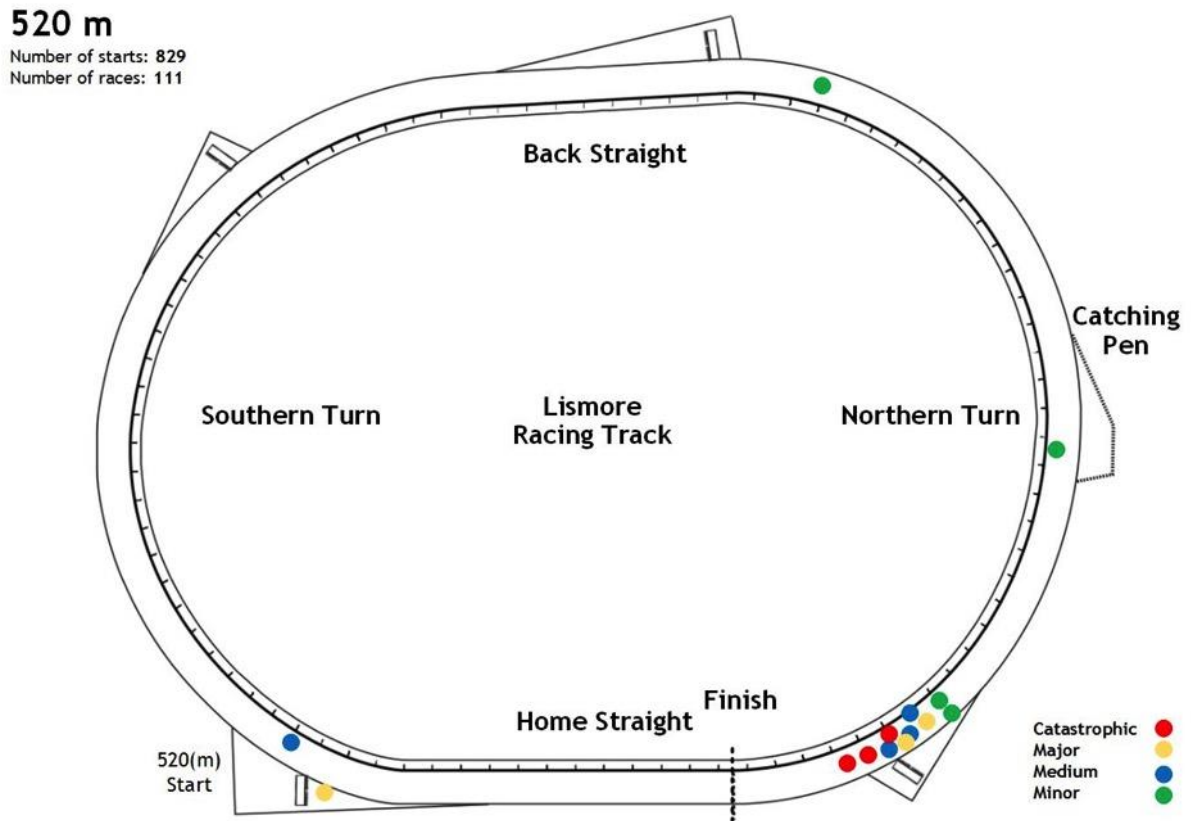 520 m
Number of starts: 829
Number of races: 111
Back Straight
Catching
Pen
Southern Turn
Lismore
Racing Track
Northern Turn
Home Straight
Finish
520(m)
Start
Catastrophic
Major
Medium
Minor